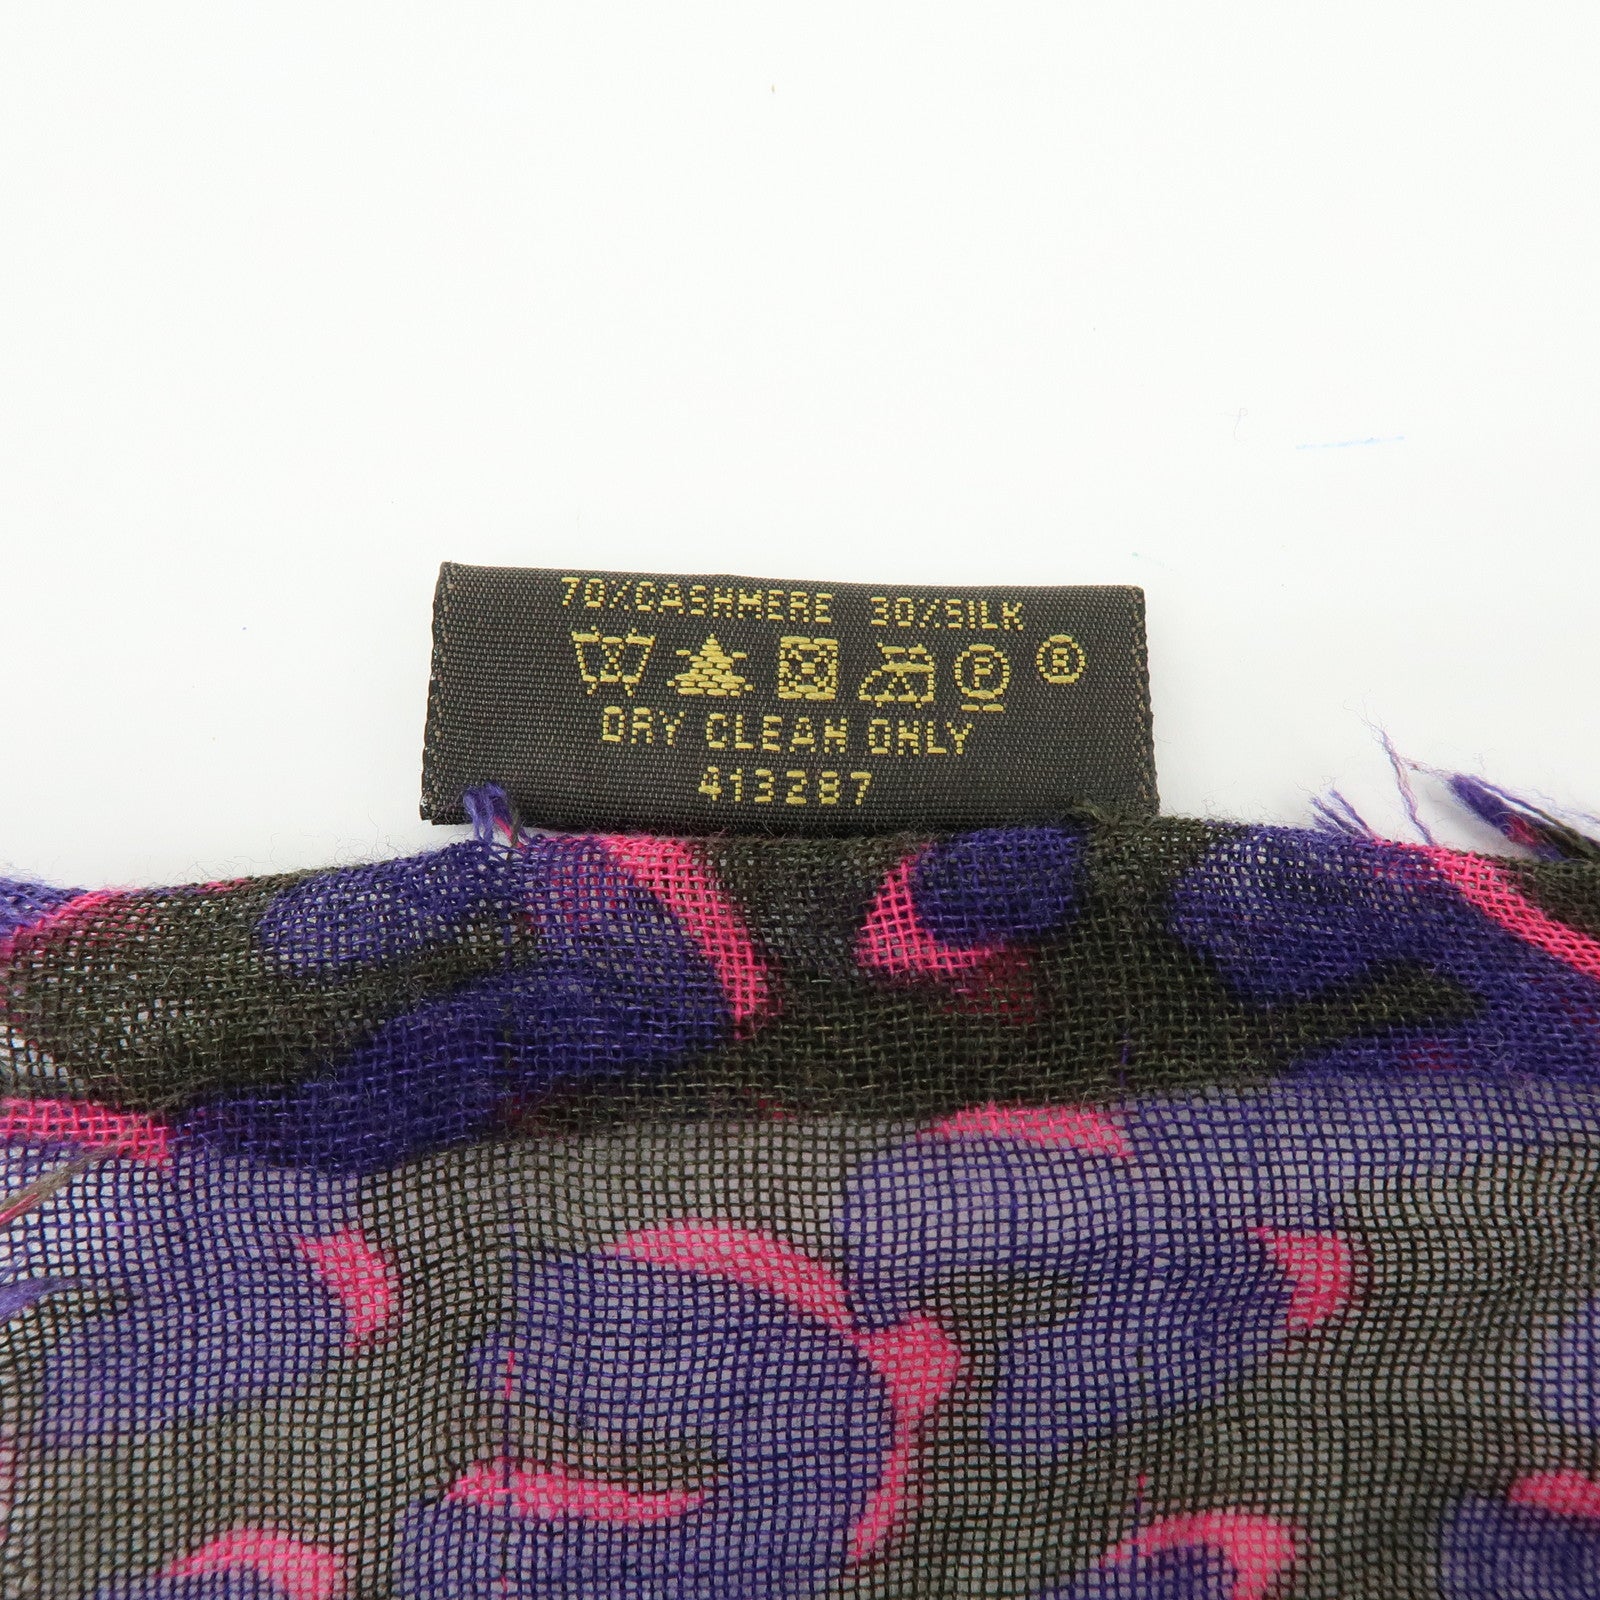 70%CASHMERE 30%SILK
P R
DRY CLEAN ONLY
413287